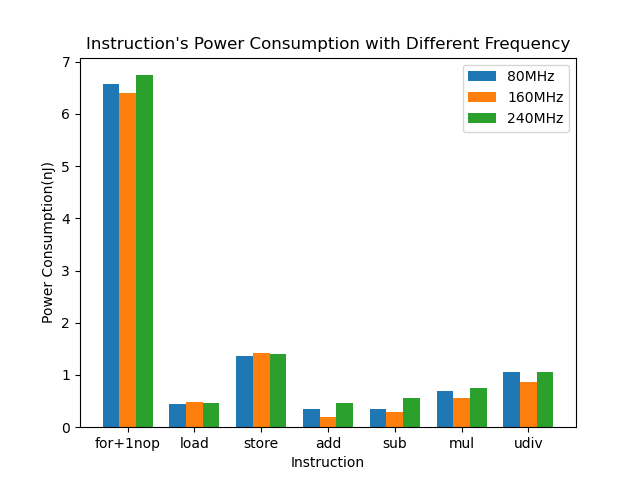 Instruction's Power Consumption with Different Frequency
80MHz
160MHz
240MHz
Power Consumption(nJ)
7
6
5
4
3
2
1
0
for+1nop load store add sub mul udiv
Instruction